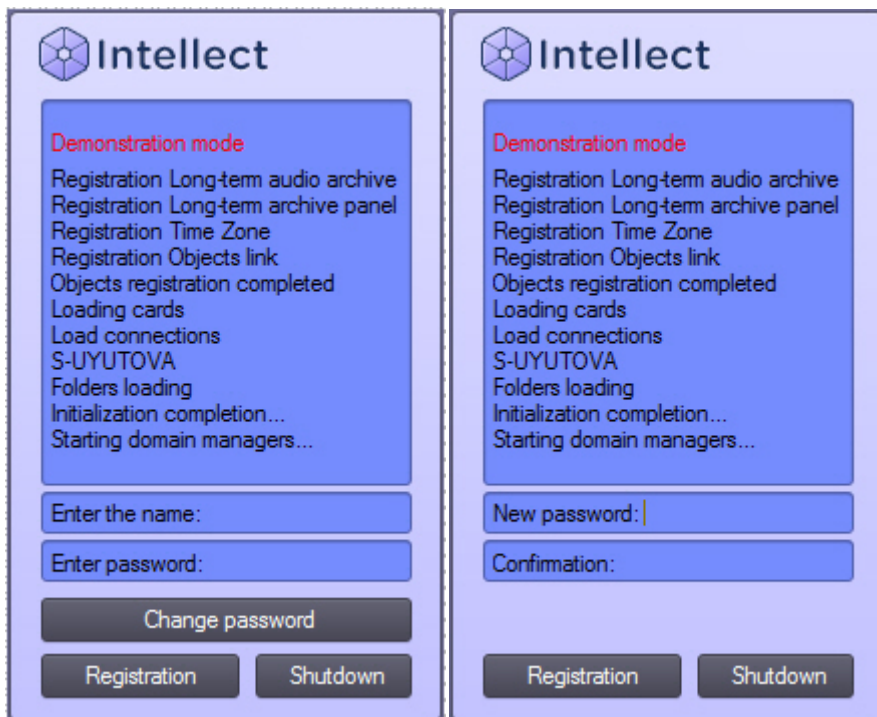 Intellect
Demonstration mode
Registration Long-term audio archive
Registration Long-term archive panel
Registration Time Zone
Registration Objects link
Objects registration completed
Loading cards
Load connections
S-UYUTOVA
Folders loading
Initialization completion...
Starting domain managers...
Enter the name:
Enter password:
Change password
Registration
Shutdown
Intellect
Demonstration mode
Registration Long-term audio archive
Registration Long-term archive panel
Registration Time Zone
Registration Objects link
Objects registration completed
Loading cards
Load connections
S-UYUTOVA
Folders loading
Initialization completion...
Starting domain managers...
New password:
Confirmation:
Registration
Shutdown